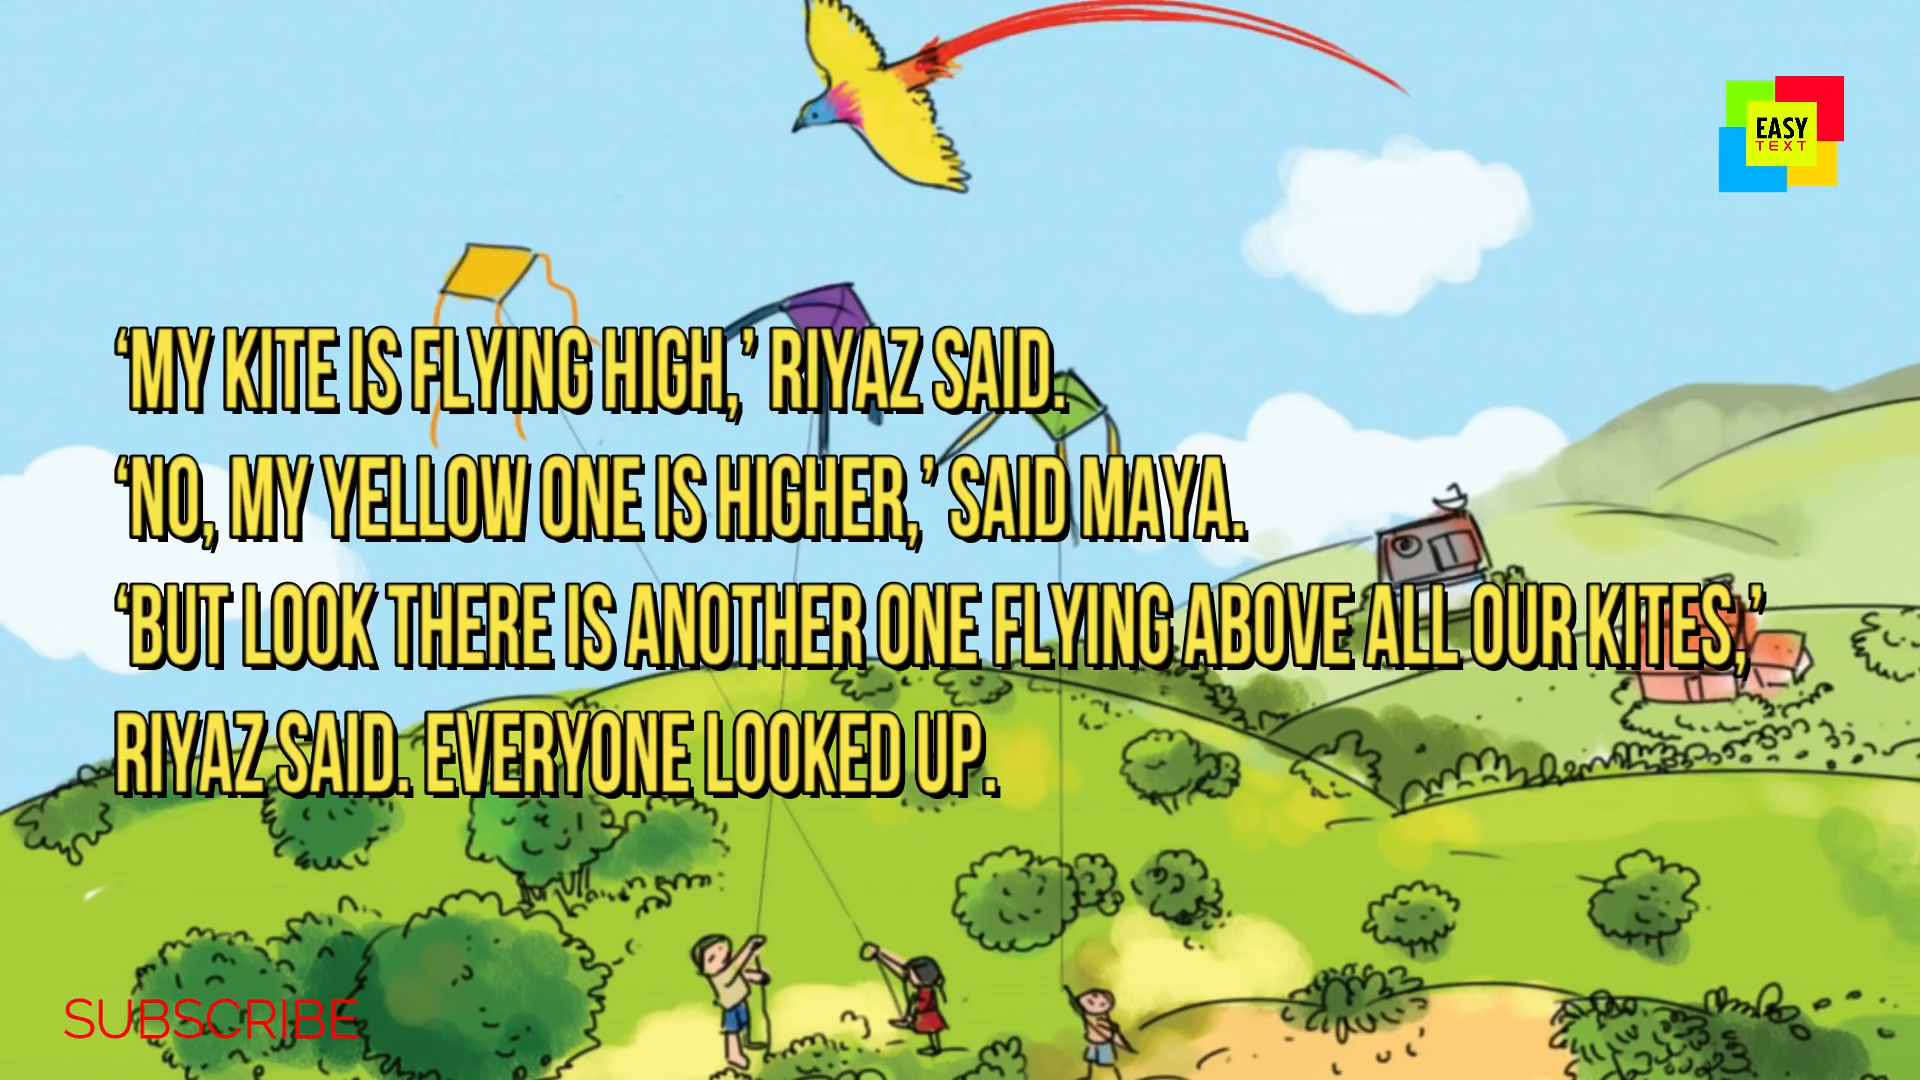 EASY
TEXT
‘MY KITE IS FLYING HIGH,’ RIYAZ SAID.
‘NO, MY YELLOW ONE IS HIGHER,’ SAID MAYA.
‘BUT LOOK THERE IS ANOTHER ONE FLYING ABOVE ALL OUR KITES,’
RIYAZ SAID. EVERYONE LOOKED UP.
SUBSCRIBE